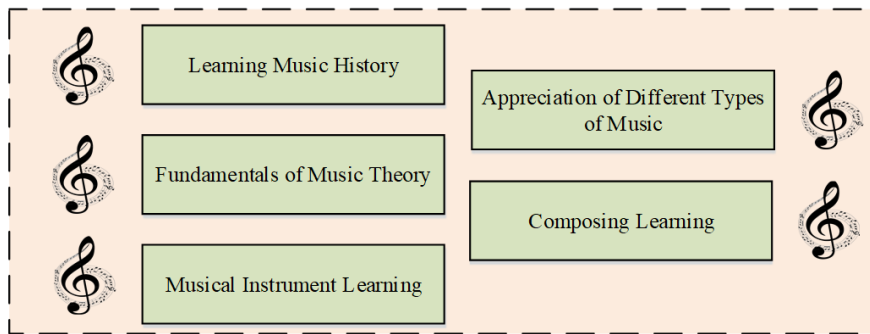 Learning Music History
Fundamentals of Music Theory
Musical Instrument Learning
Appreciation of Different Types
of Music
Composing Learning